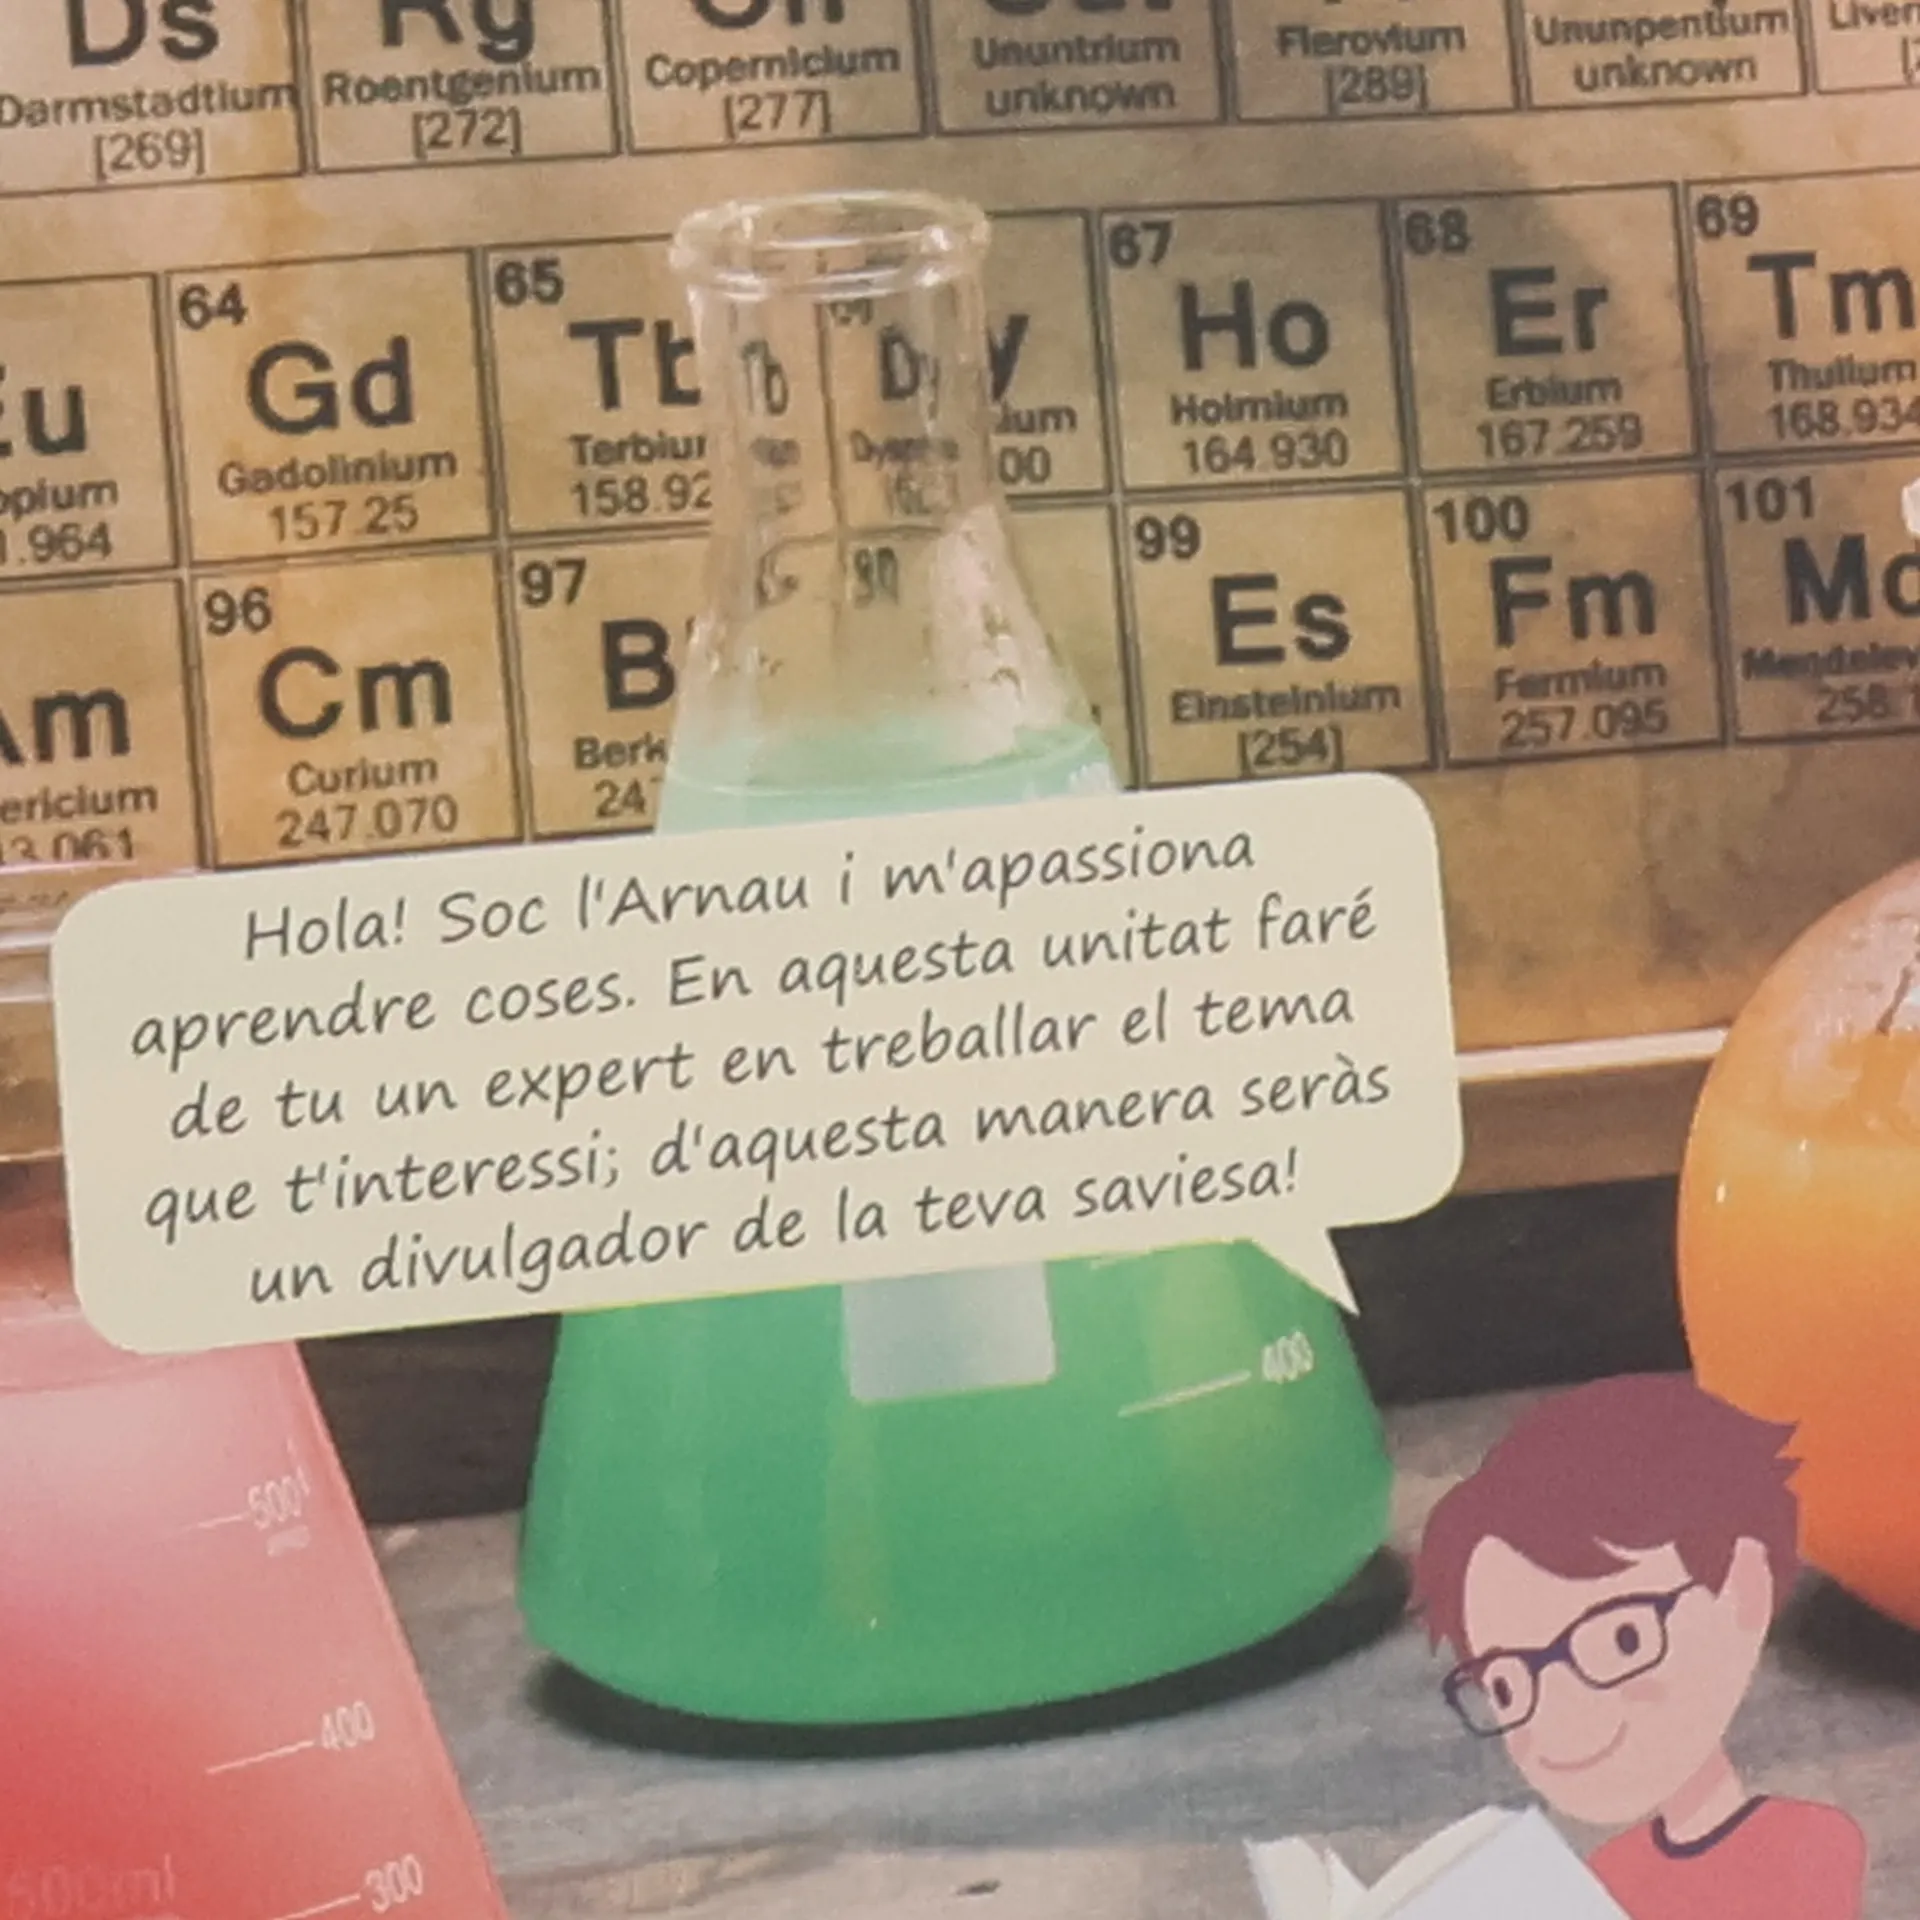 Ds Rg
Darmstadtium Roentgenium Copernicium Ununtrium Flerovium Ununpentium
[269] [272] [277] unknown [289] unknown
64 65 67 68 69
Gd Tb Dy Ho Er Tm
Gadolinium Holmium Erbium Thulium
157.25 158.92 164.930 167.259 168.934
96 97 99 100 101
Cm Es Fm
Curium Einsteinium Fermium
247.070 [254] 257.095
Hola! Soc l'Arnau i m'apassiona
aprendre coses. En aquesta unitat faré
de tu un expert en treballar el tema
que t'interessi; d'aquesta manera seràs
un divulgador de la teva saviesa!
400
500
400
300
500ml